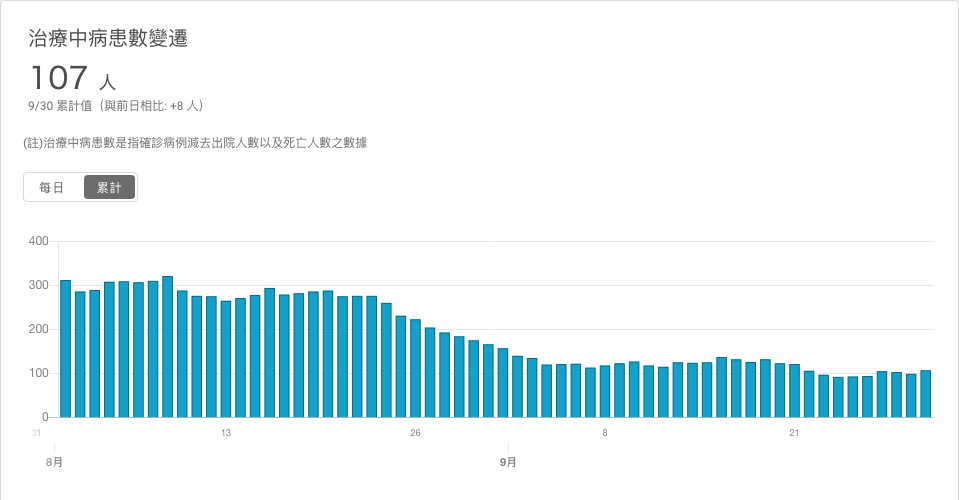 治療中病患數變遷
107 人
9/30 累計值（與前日相比: +8 人）
(註)治療中病患數是指確診病例減去出院人數以及死亡人數之數據
每日 累計
400
300
200
100
0
31 13 26 8 21
8月 9月